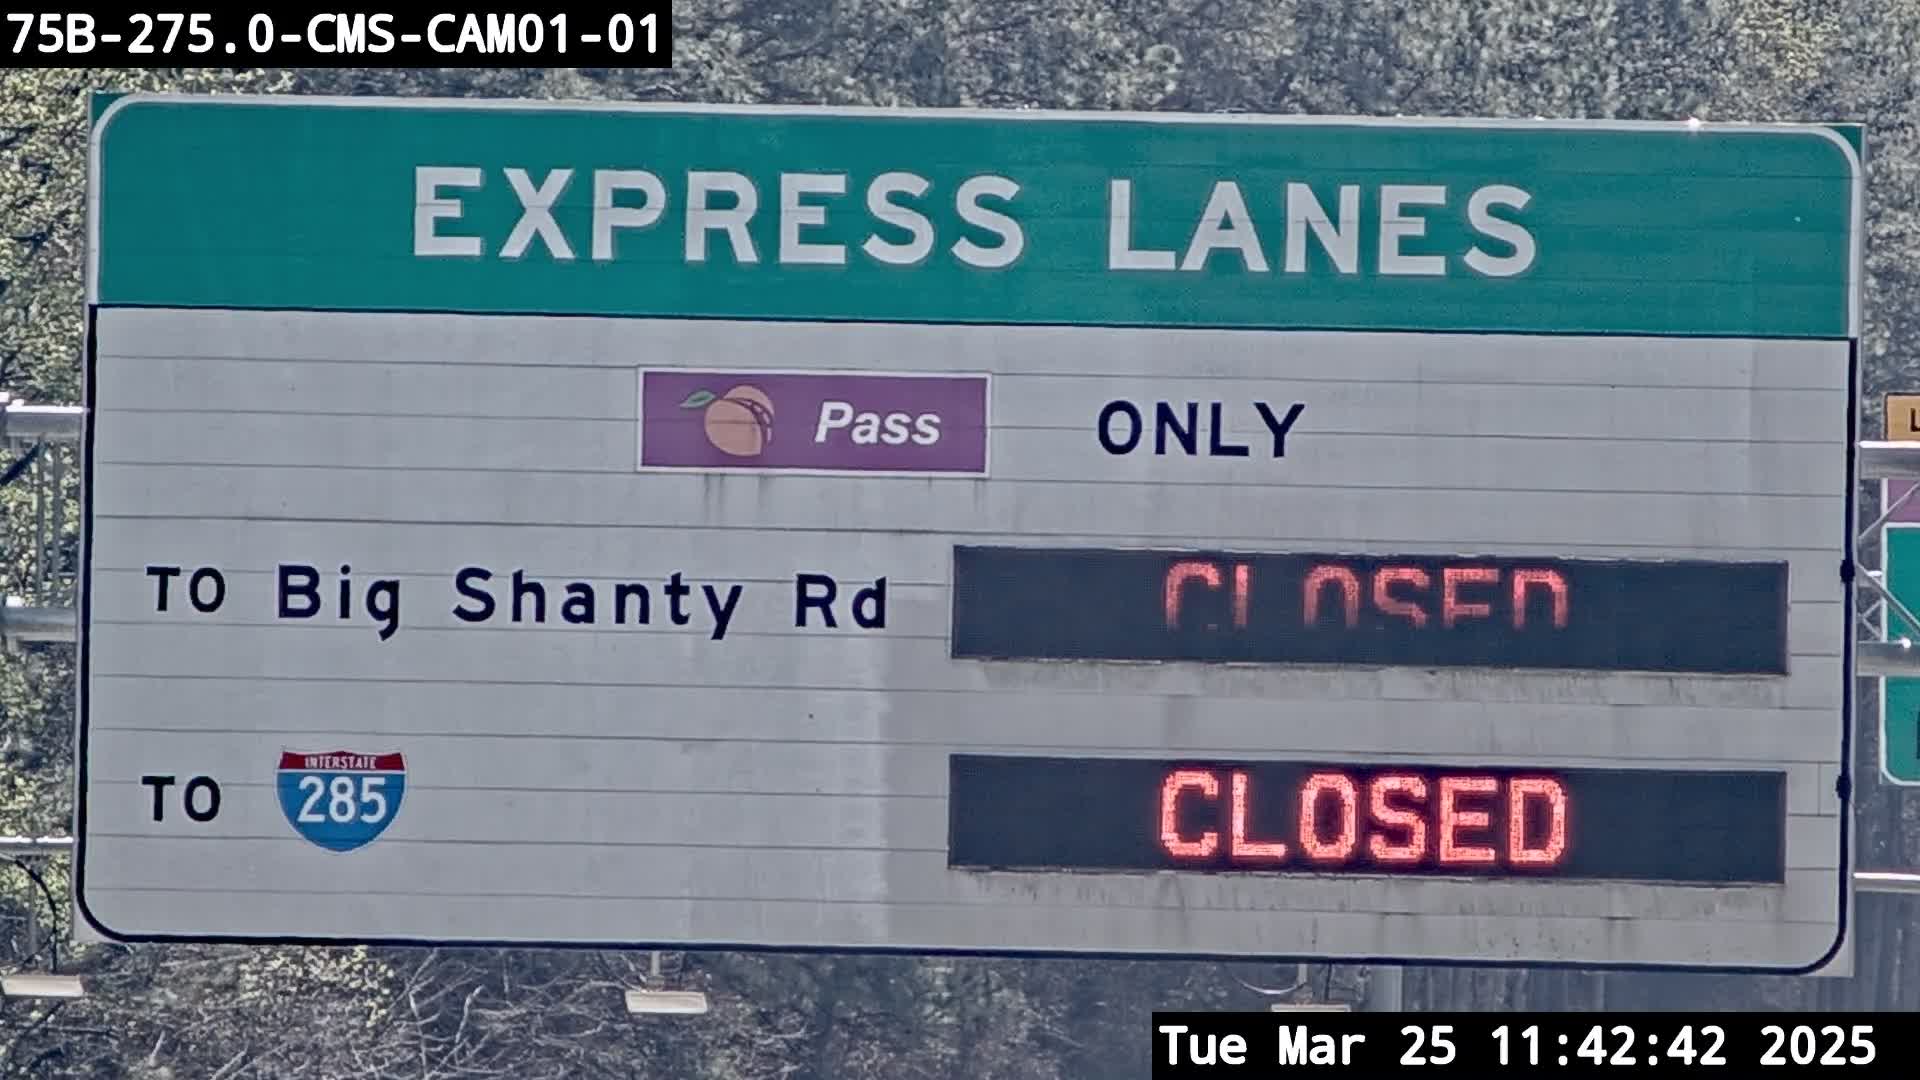 75B-275.0-CMS-CAM01-01
EXPRESS LANES
Pass ONLY
TO Big Shanty Rd CLOSED
TO INTERSTATE 285 CLOSED
Tue Mar 25 11:42:42 2025